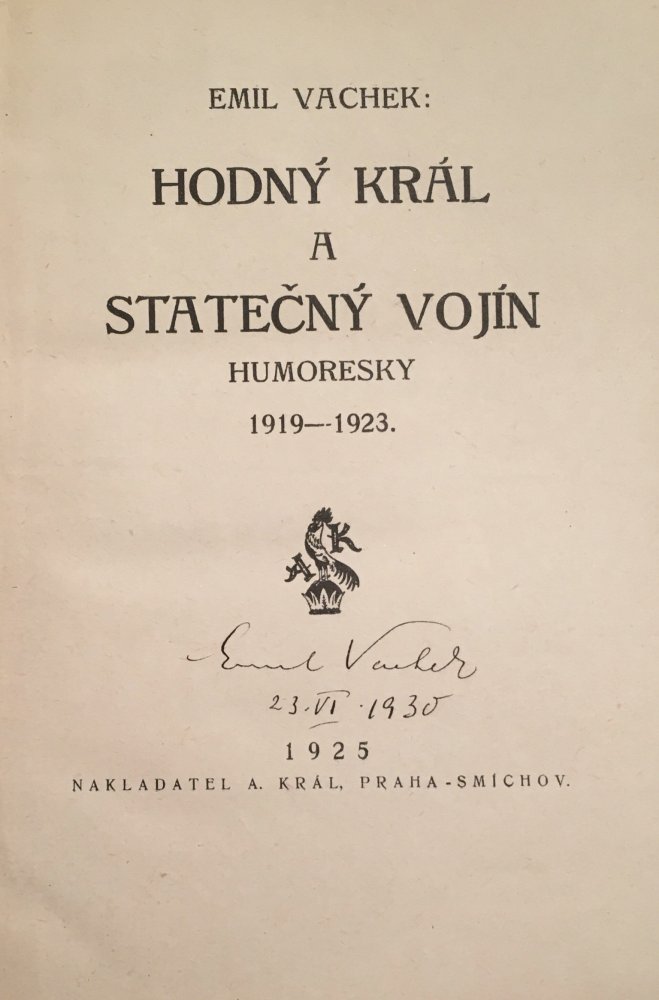 EMIL VACHEK:
HODNÝ KRÁL
A
STATEČNÝ VOJÍN
HUMORESKY
1919—1923.
A K
Emil Vachek
23. VI. 1930
1925
NAKLADATEL A. KRÁL, PRAHA-SMÍCHOV.